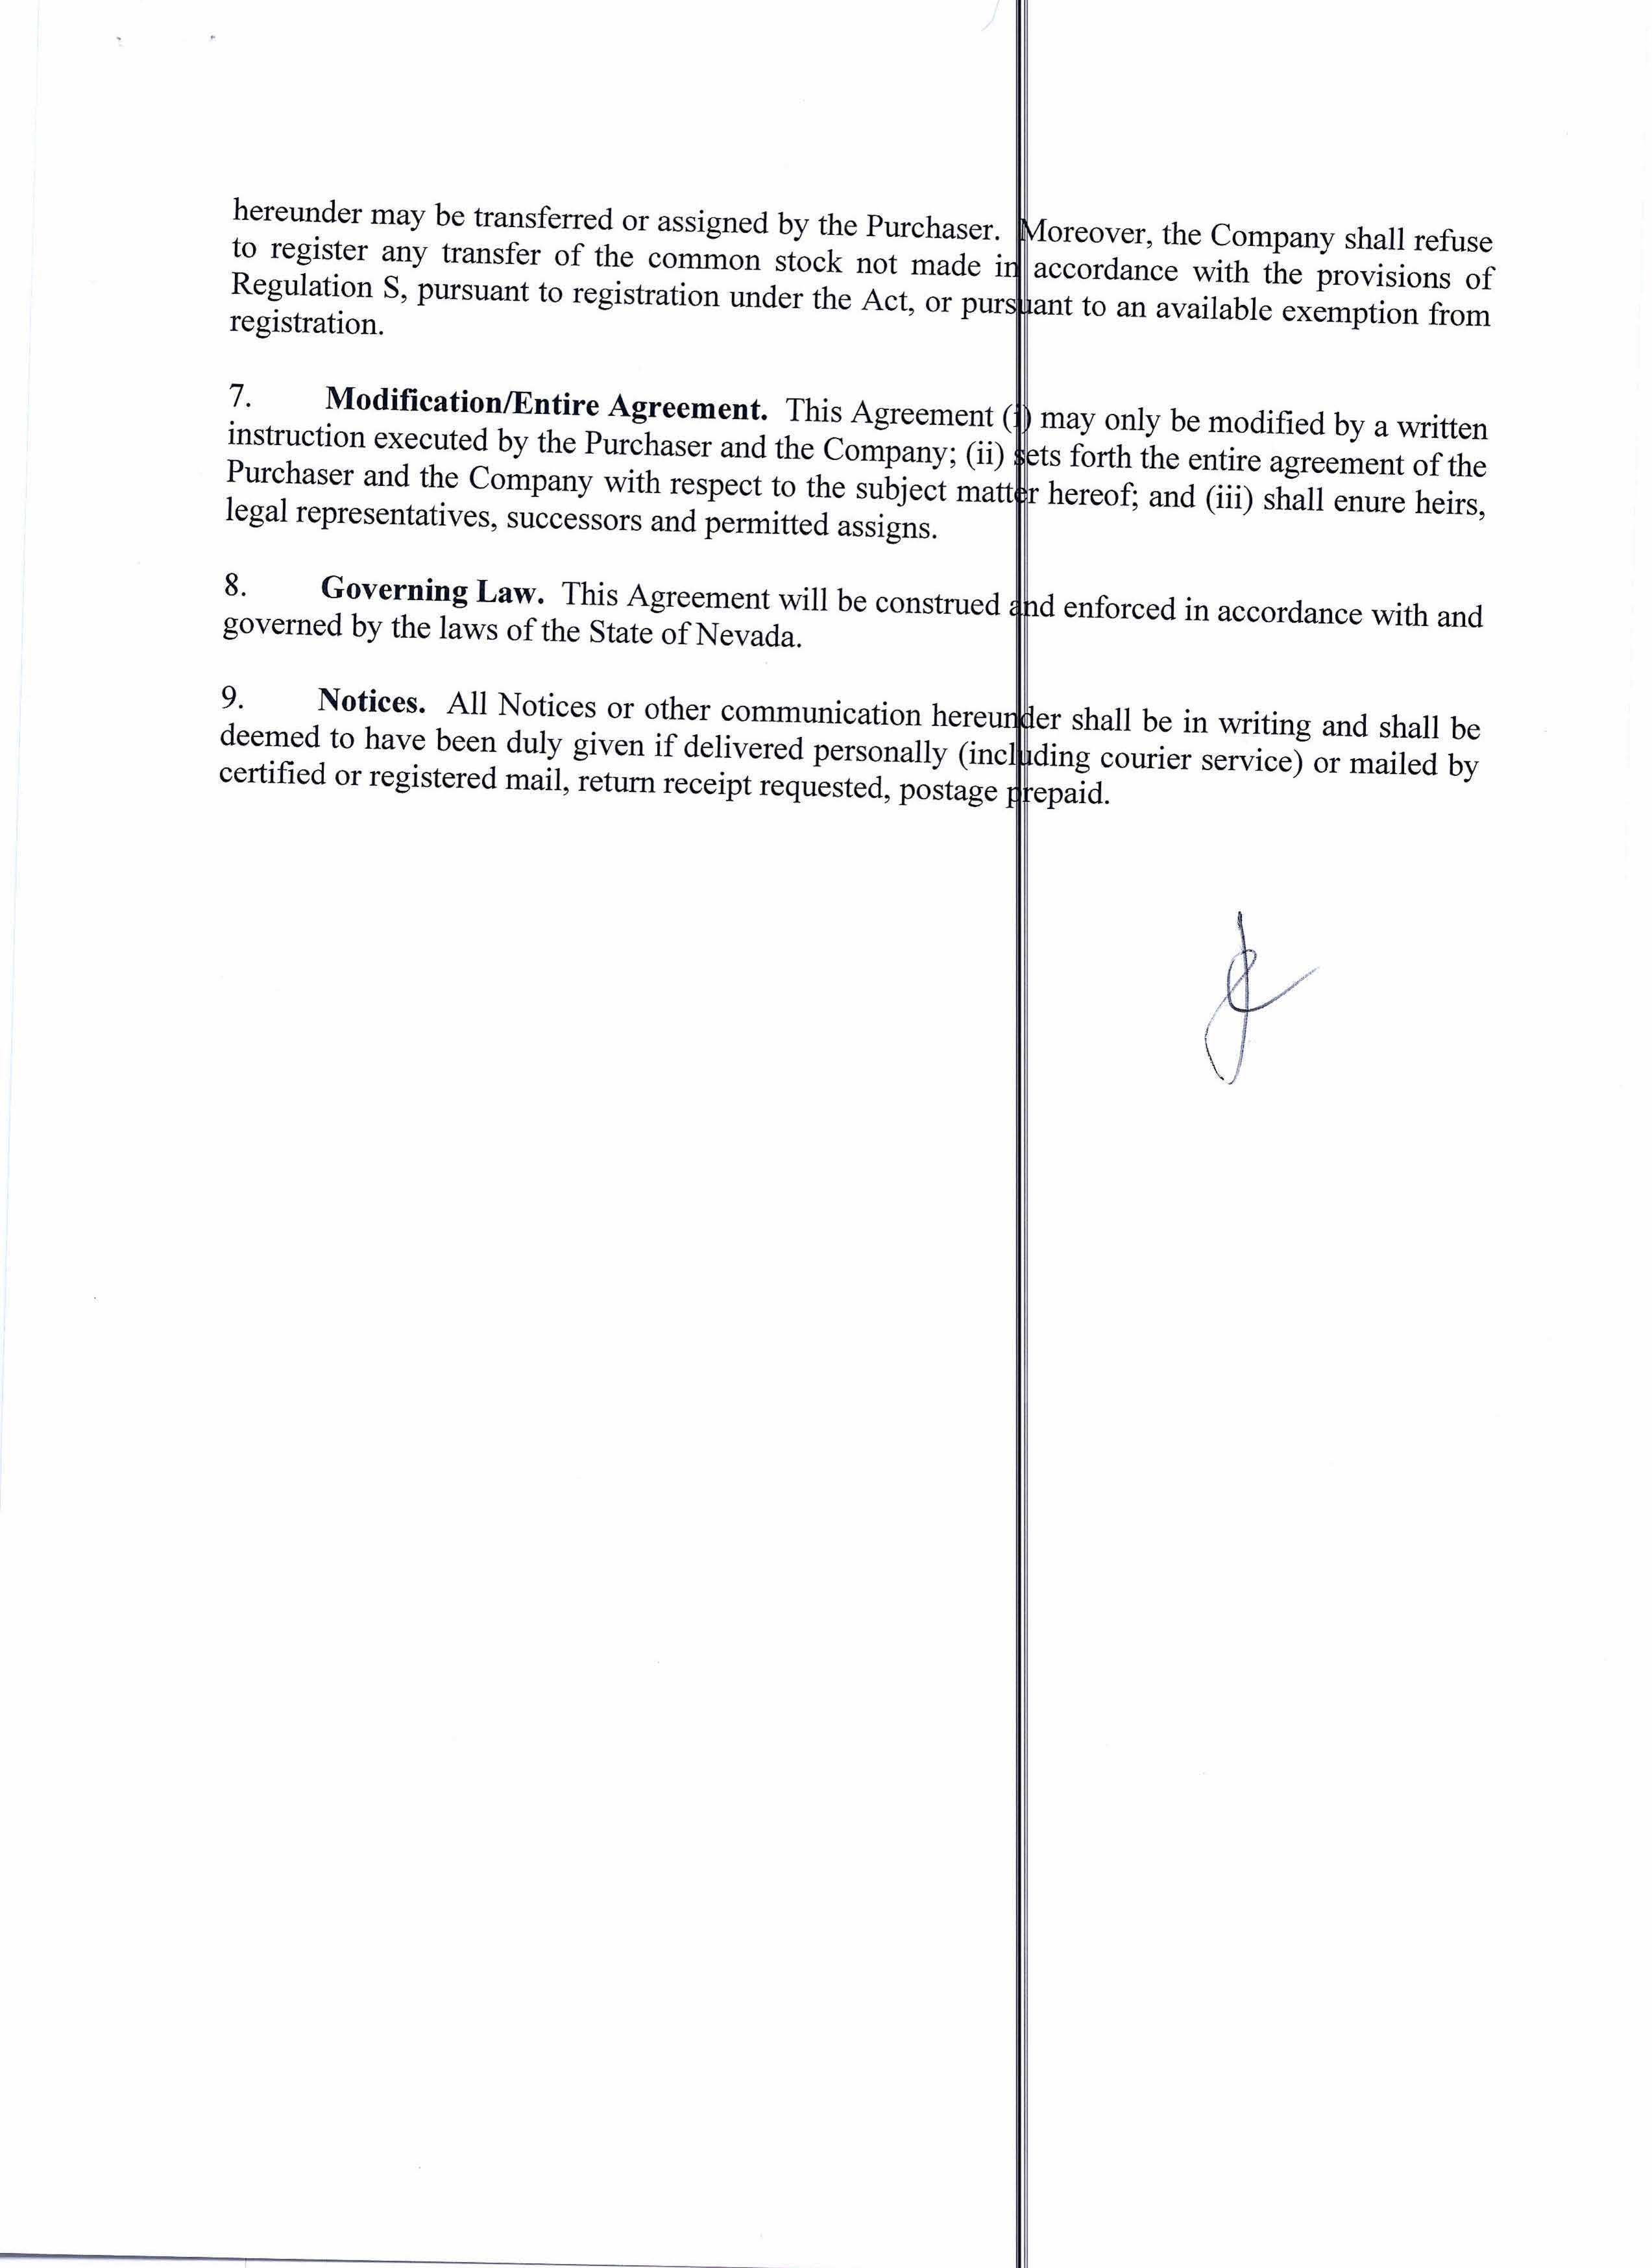 hereunder may be transferred or assigned by the Purchaser. Moreover, the Company shall refuse
to register any transfer of the common stock not made in accordance with the provisions of
Regulation S, pursuant to registration under the Act, or pursuant to an available exemption from
registration.
7. Modification/Entire Agreement. This Agreement (i) may only be modified by a written
instruction executed by the Purchaser and the Company; (ii) sets forth the entire agreement of the
Purchaser and the Company with respect to the subject matter hereof; and (iii) shall enure heirs,
legal representatives, successors and permitted assigns.
8. Governing Law. This Agreement will be construed and enforced in accordance with and
governed by the laws of the State of Nevada.
9. Notices. All Notices or other communication hereunder shall be in writing and shall be
deemed to have been duly given if delivered personally (including courier service) or mailed by
certified or registered mail, return receipt requested, postage prepaid.